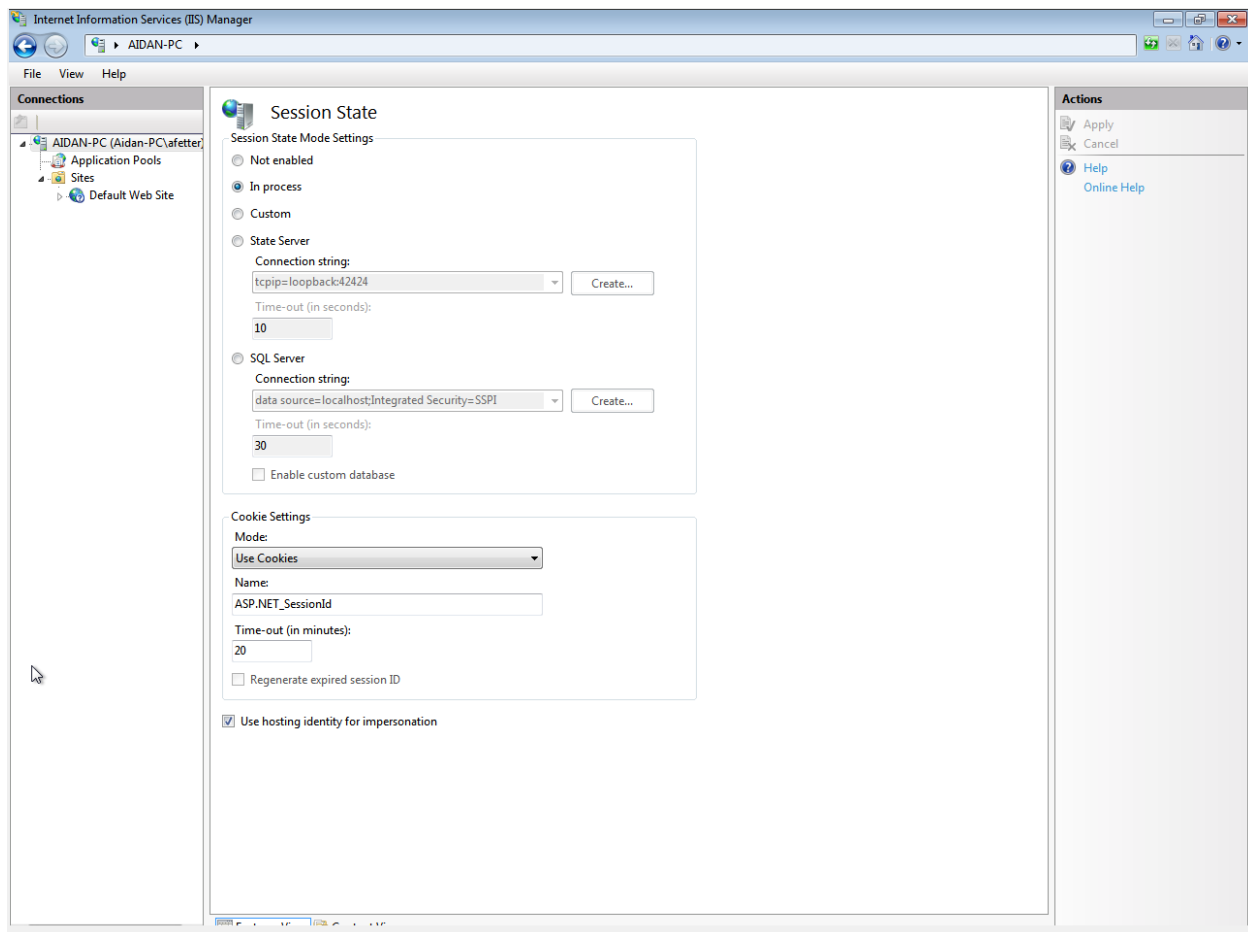 Internet Information Services (IIS) Manager
AIDAN-PC
File View Help
Connections
AIDAN-PC (Aidan-PC\afetter)
Application Pools
Sites
Default Web Site
Session State
Session State Mode Settings
Not enabled
In process
Custom
State Server
Connection string:
tcpip=loopback:42424
Create...
Time-out (in seconds):
10
SQL Server
Connection string:
data source=localhost;Integrated Security=SSPI
Create...
Time-out (in seconds):
30
Enable custom database
Cookie Settings
Mode:
Use Cookies
Name:
ASP.NET_SessionId
Time-out (in minutes):
20
Regenerate expired session ID
Use hosting identity for impersonation
Actions
Apply
Cancel
Help
Online Help